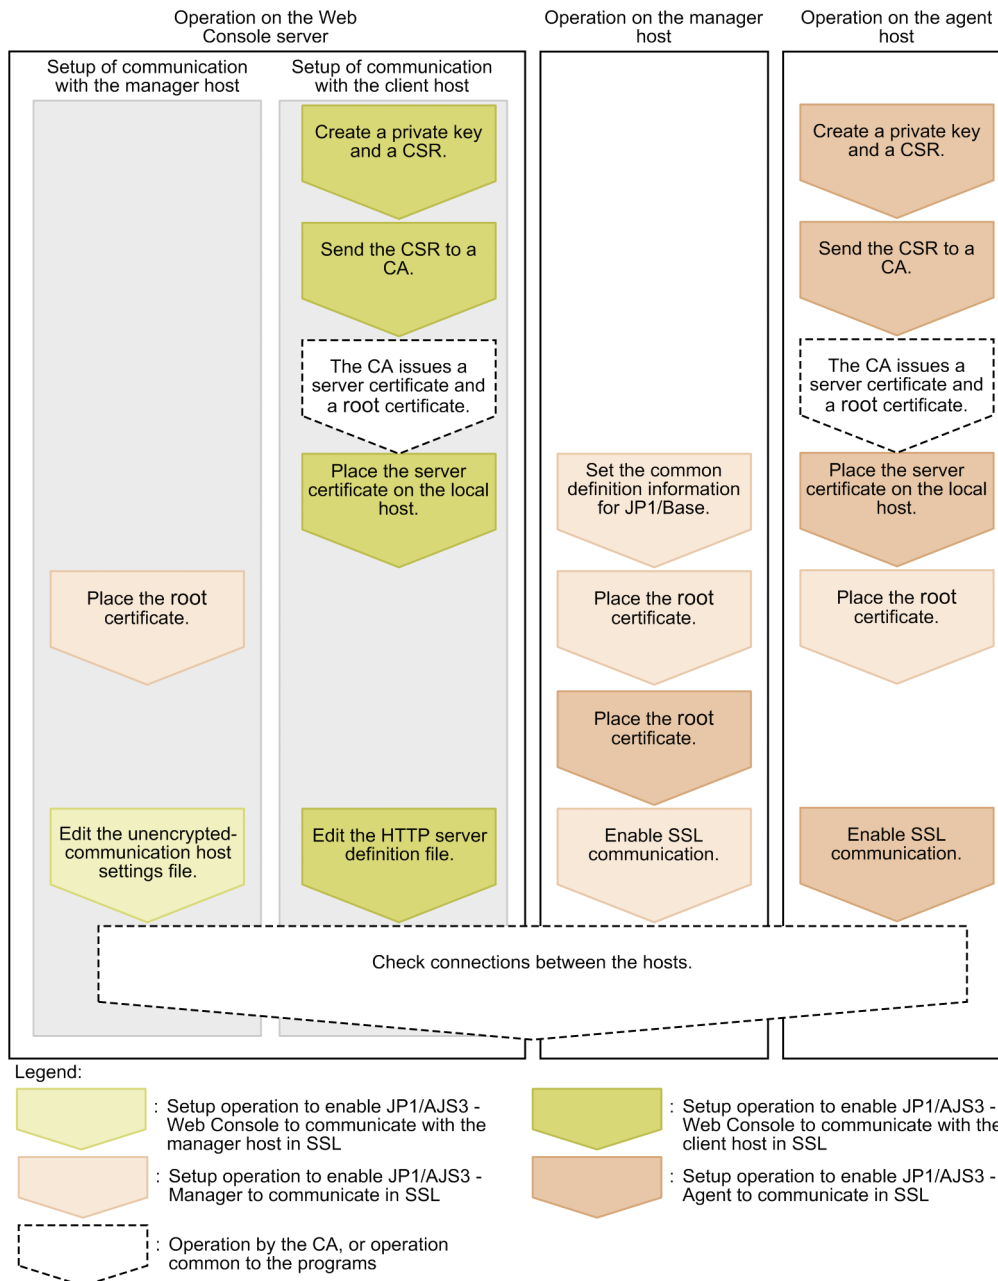 Operation on the Web
Console server
Operation on the manager
host
Operation on the agent
host
Setup of communication
with the manager host
Setup of communication
with the client host
Create a private key
and a CSR.
Create a private key
and a CSR.
Send the CSR to a
CA.
Send the CSR to a
CA.
The CA issues a
server certificate and
a root certificate.
The CA issues a
server certificate and
a root certificate.
Place the server
certificate on the local
host.
Set the common
definition information
for JP1/Base.
Place the server
certificate on the local
host.
Place the root
certificate.
Place the root
certificate.
Place the root
certificate.
Place the root
certificate.
Edit the unencrypted-
communication host
settings file.
Edit the HTTP server
definition file.
Enable SSL
communication.
Enable SSL
communication.
Check connections between the hosts.
Legend:
: Setup operation to enable JP1/AJS3 -
Web Console to communicate with the
manager host in SSL
: Setup operation to enable JP1/AJS3 -
Web Console to communicate with the
client host in SSL
: Setup operation to enable JP1/AJS3 -
Manager to communicate in SSL
: Setup operation to enable JP1/AJS3 -
Agent to communicate in SSL
: Operation by the CA, or operation
common to the programs